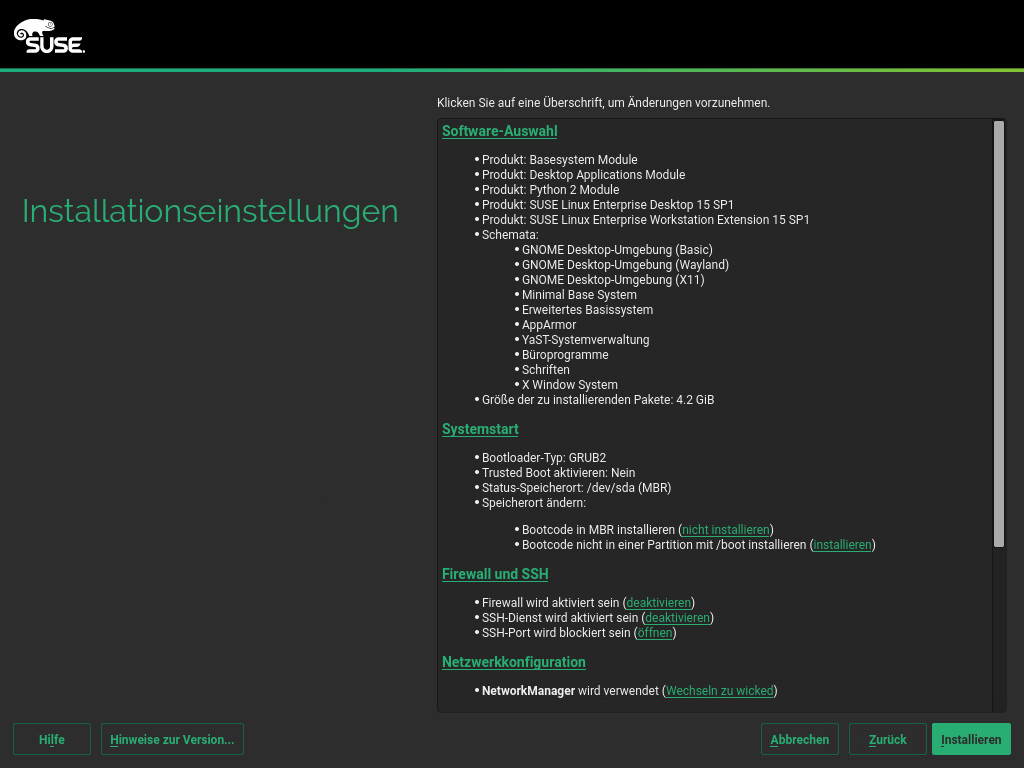 SUSE.
Klicken Sie auf eine Überschrift, um Änderungen vorzunehmen.
Installationseinstellungen
Software-Auswahl
• Produkt: Basesystem Module
• Produkt: Desktop Applications Module
• Produkt: Python 2 Module
• Produkt: SUSE Linux Enterprise Desktop 15 SP1
• Produkt: SUSE Linux Enterprise Workstation Extension 15 SP1
• Schemata:
• GNOME Desktop-Umgebung (Basic)
• GNOME Desktop-Umgebung (Wayland)
• GNOME Desktop-Umgebung (X11)
• Minimal Base System
• Erweitertes Basissystem
• AppArmor
• YaST-Systemverwaltung
• Büroprogramme
• Schriften
• X Window System
• Größe der zu installierenden Pakete: 4.2 GiB
Systemstart
• Bootloader-Typ: GRUB2
• Trusted Boot aktivieren: Nein
• Status-Speicherort: /dev/sda (MBR)
• Speicherort ändern:
• Bootcode in MBR installieren (nicht installieren)
• Bootcode nicht in einer Partition mit /boot installieren (installieren)
Firewall und SSH
• Firewall wird aktiviert sein (deaktivieren)
• SSH-Dienst wird aktiviert sein (deaktivieren)
• SSH-Port wird blockiert sein (öffnen)
Netzwerkkonfiguration
• NetworkManager wird verwendet (Wechseln zu wicked)
Hilfe Hinweise zur Version... Abbrechen Zurück Installieren